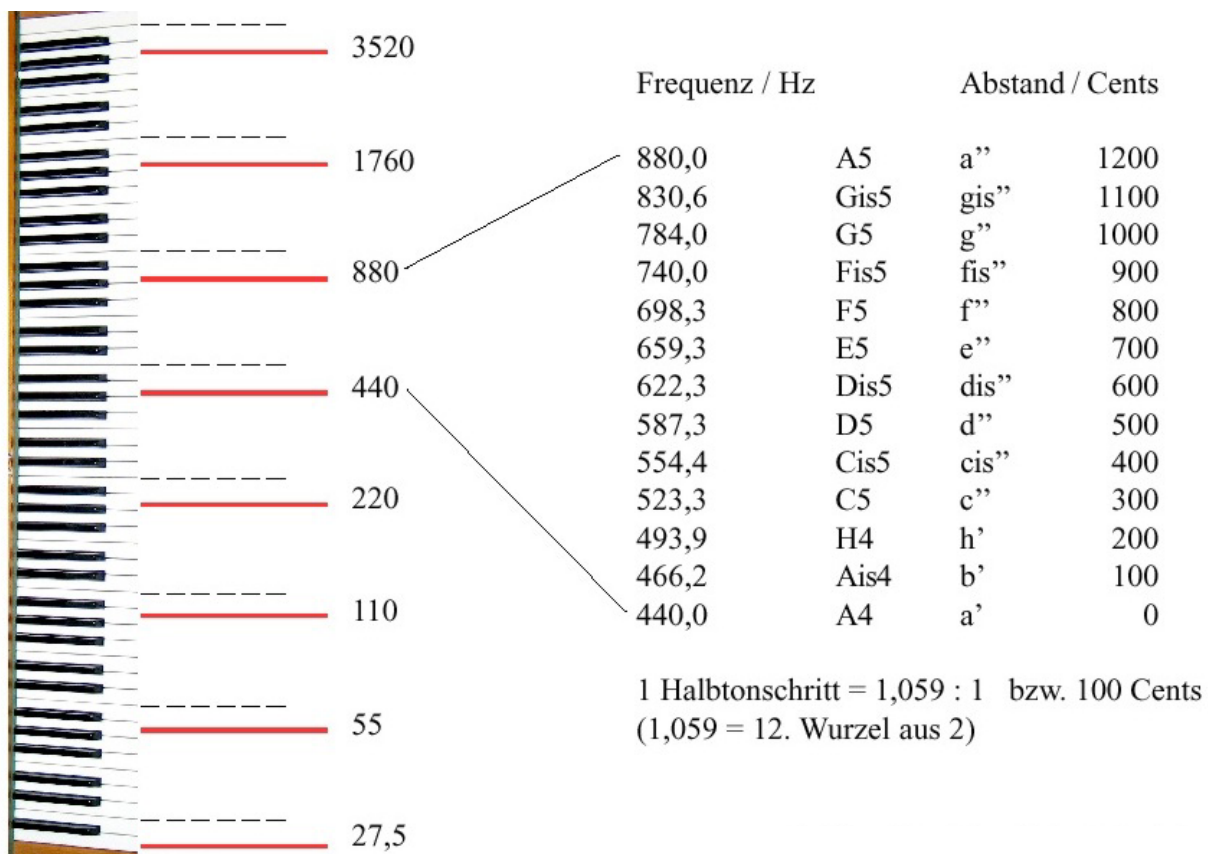 3520
1760
880
440
220
110
55
27,5
Frequenz / Hz Abstand / Cents
880,0 A5 a’’ 1200
830,6 Gis5 gis’’ 1100
784,0 G5 g’’ 1000
740,0 Fis5 fis’’ 900
698,3 F5 f’’ 800
659,3 E5 e’’ 700
622,3 Dis5 dis’’ 600
587,3 D5 d’’ 500
554,4 Cis5 cis’’ 400
523,3 C5 c’’ 300
493,9 H4 h’ 200
466,2 Ais4 b’ 100
440,0 A4 a’ 0
1 Halbtonschritt = 1,059 : 1 bzw. 100 Cents
(1,059 = 12. Wurzel aus 2)